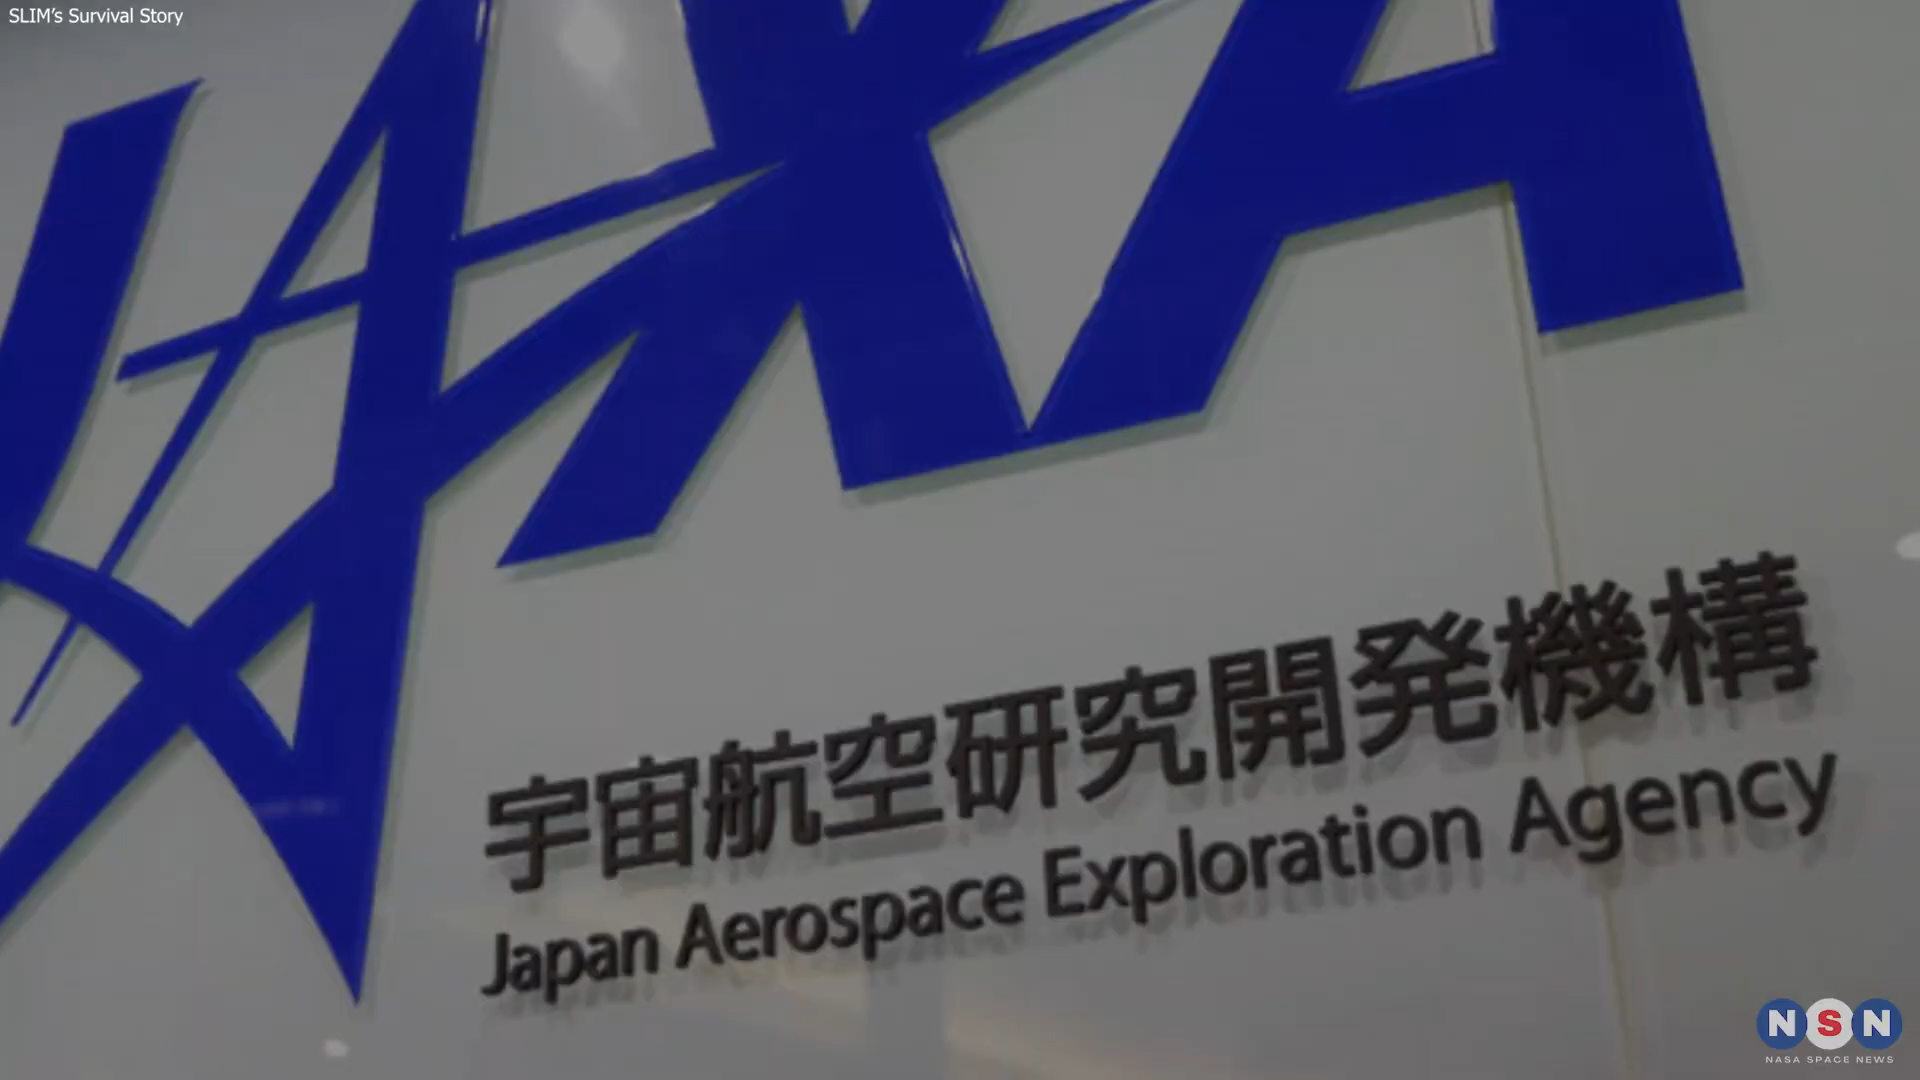 SLIM's Survival Story
JAXA
宇宙航空研究開発機構
Japan Aerospace Exploration Agency
NSN
NASA SPACE NEWS